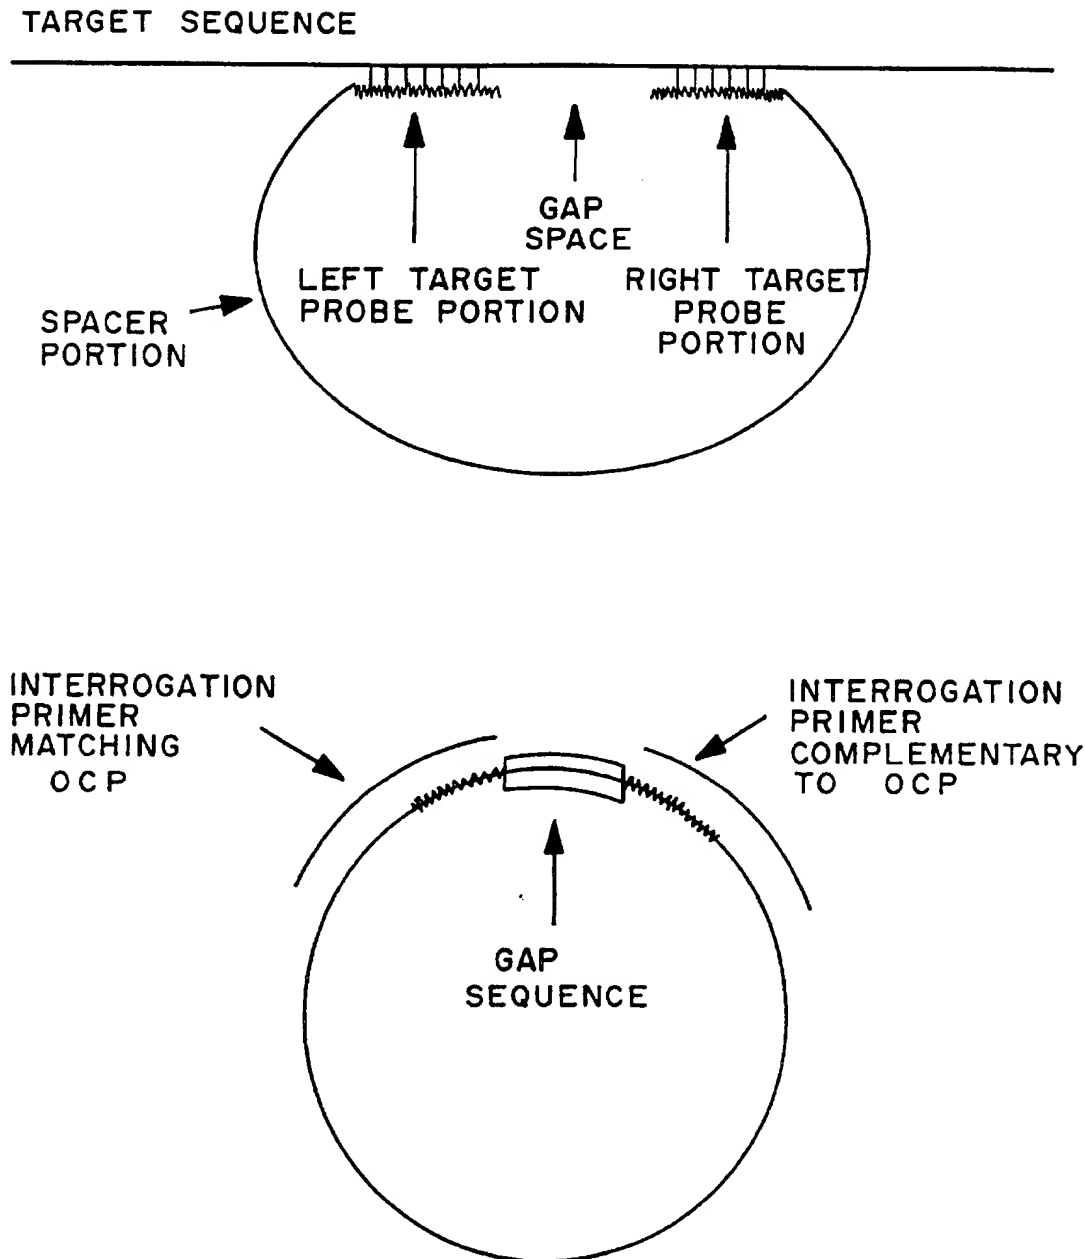 TARGET SEQUENCE
GAP
SPACE
LEFT TARGET
PROBE PORTION
RIGHT TARGET
PROBE
PORTION
SPACER
PORTION
INTERROGATION
PRIMER
MATCHING
OCP
INTERROGATION
PRIMER
COMPLEMENTARY
TO OCP
GAP
SEQUENCE